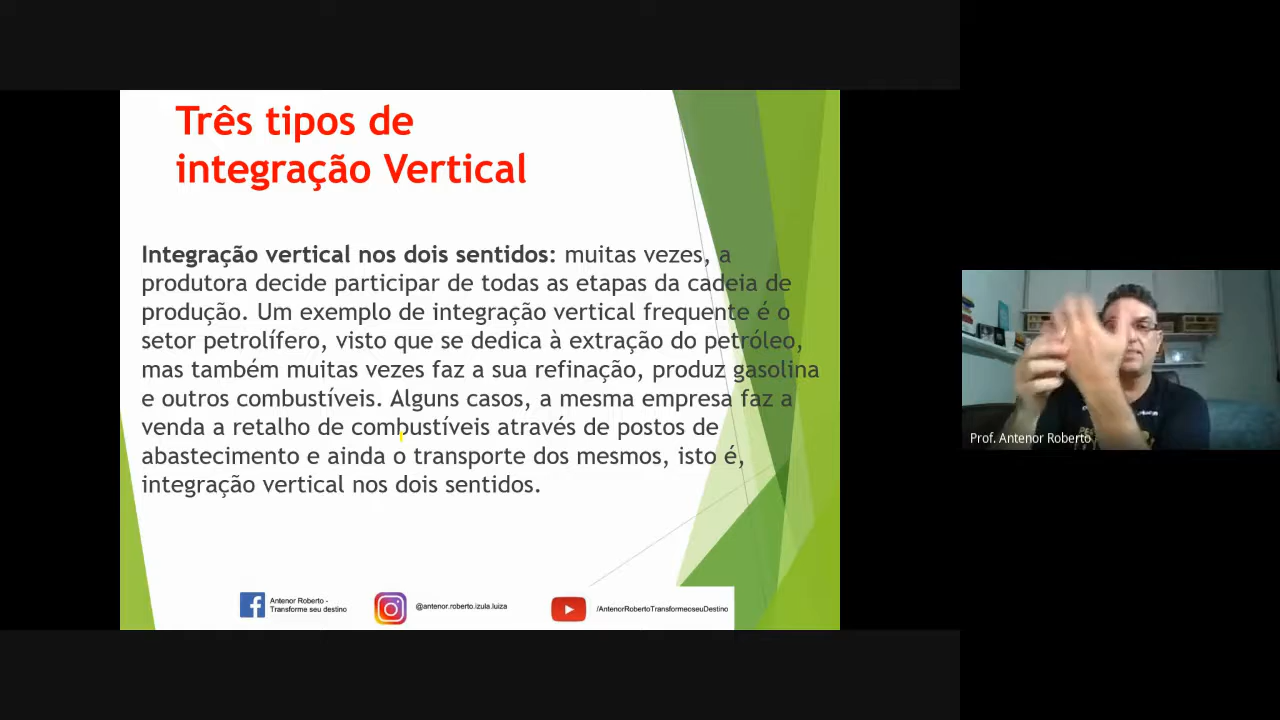 Três tipos de
integração Vertical
Integração vertical nos dois sentidos: muitas vezes, a
produtora decide participar de todas as etapas da cadeia de
produção. Um exemplo de integração vertical frequente é o
setor petrolífero, visto que se dedica à extração do petróleo,
mas também muitas vezes faz a sua refinação, produz gasolina
e outros combustíveis. Alguns casos, a mesma empresa faz a
venda a retalho de combustíveis através de postos de
abastecimento e ainda o transporte dos mesmos, isto é,
integração vertical nos dois sentidos.
Antenor Roberto -
Transforme seu destino
@antenor.roberto.izula.luiza
/AntenorRobertoTransformeoseuDestino
Prof. Antenor Roberto